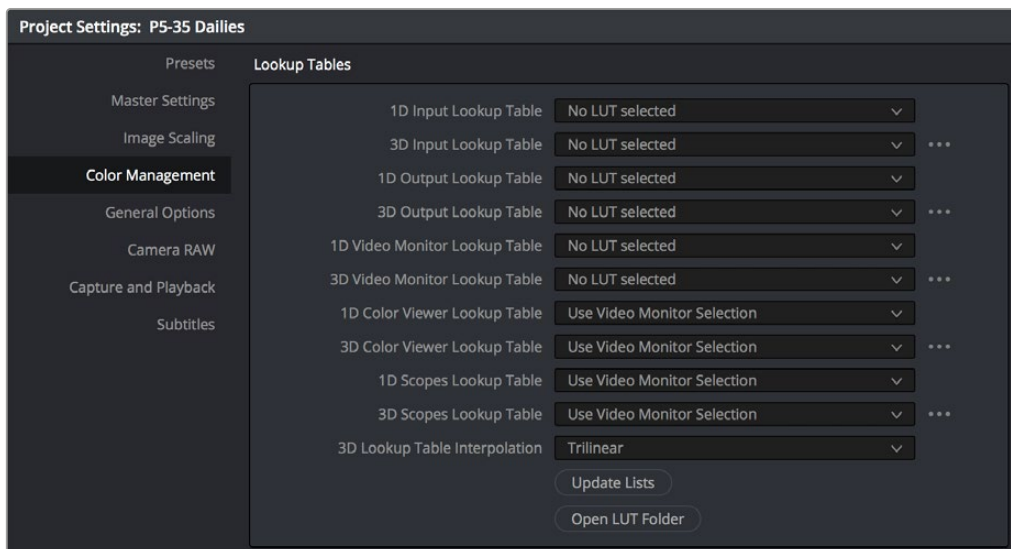 Project Settings: P5-35 Dailies
Presets
Master Settings
Image Scaling
Color Management
General Options
Camera RAW
Capture and Playback
Subtitles
Lookup Tables
1D Input Lookup Table No LUT selected
3D Input Lookup Table No LUT selected
1D Output Lookup Table No LUT selected
3D Output Lookup Table No LUT selected
1D Video Monitor Lookup Table No LUT selected
3D Video Monitor Lookup Table No LUT selected
1D Color Viewer Lookup Table Use Video Monitor Selection
3D Color Viewer Lookup Table Use Video Monitor Selection
1D Scopes Lookup Table Use Video Monitor Selection
3D Scopes Lookup Table Use Video Monitor Selection
3D Lookup Table Interpolation Trilinear
Update Lists
Open LUT Folder